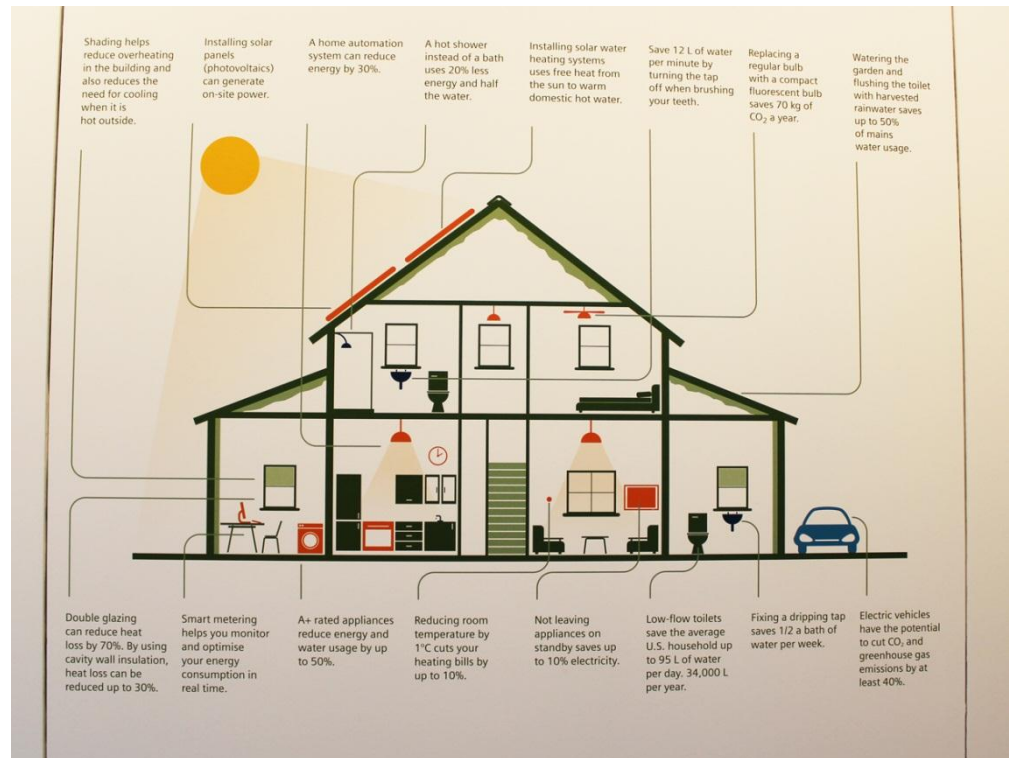 Shading helps
reduce overheating
in the building and
also reduces the
need for cooling
when it is
hot outside.
Installing solar
panels
(photovoltaics)
can generate
on-site power.
A home automation
system can reduce
energy by 30%.
A hot shower
instead of a bath
uses 20% less
energy and half
the water.
Installing solar water
heating systems
uses free heat from
the sun to warm
domestic hot water.
Save 12 L of water
per minute by
turning the tap
off when brushing
your teeth.
Replacing a
regular bulb
with a compact
fluorescent bulb
saves 70 kg of
CO₂ a year.
Watering the
garden and
flushing the toilet
with harvested
rainwater saves
up to 50%
of mains
water usage.
Double glazing
can reduce heat
loss by 70%. By using
cavity wall insulation,
heat loss can be
reduced up to 30%.
Smart metering
helps you monitor
and optimise
your energy
consumption in
real time.
A+ rated appliances
reduce energy and
water usage by up
to 50%.
Reducing room
temperature by
1°C cuts your
heating bills by
up to 10%.
Not leaving
appliances on
standby saves up
to 10% electricity.
Low-flow toilets
save the average
U.S. household up
to 95 L of water
per day. 34,000 L
per year.
Fixing a dripping tap
saves 1/2 a bath of
water per week.
Electric vehicles
have the potential
to cut CO₂ and
greenhouse gas
emissions by at
least 40%.